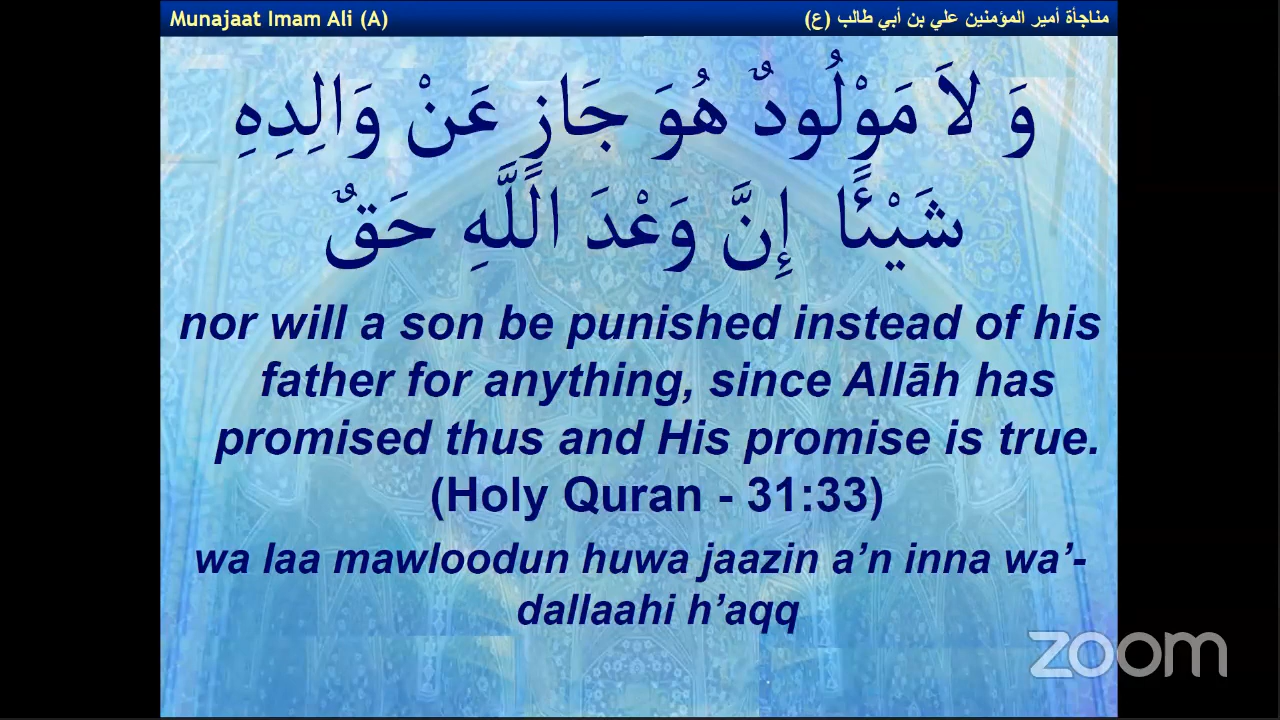 Munajaat Imam Ali (A)
مناجأة أمير المؤمنين علي بن أبي طالب (ع)
وَ لاَ مَوْلُودٌ هُوَ جَازٍ عَنْ وَالِدِهِ
شَيْئًا إِنَّ وَعْدَ اللَّهِ حَقٌ
nor will a son be punished instead of his
father for anything, since Allāh has
promised thus and His promise is true.
(Holy Quran - 31:33)
wa laa mawloodun huwa jaazin a’n inna wa’-
dallaahi h’aqq
zoom